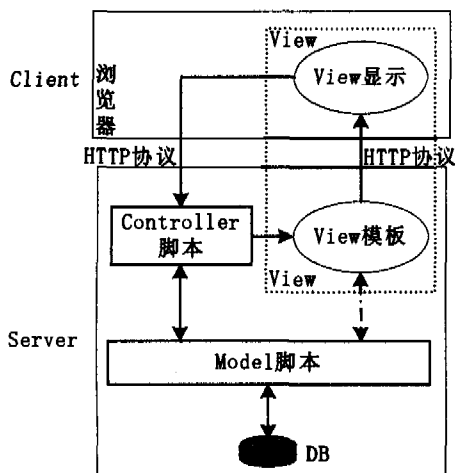 View
Client
浏览器
View显示
HTTP协议
HTTP协议
Controller
脚本
View模板
View
Server
Model脚本
DB